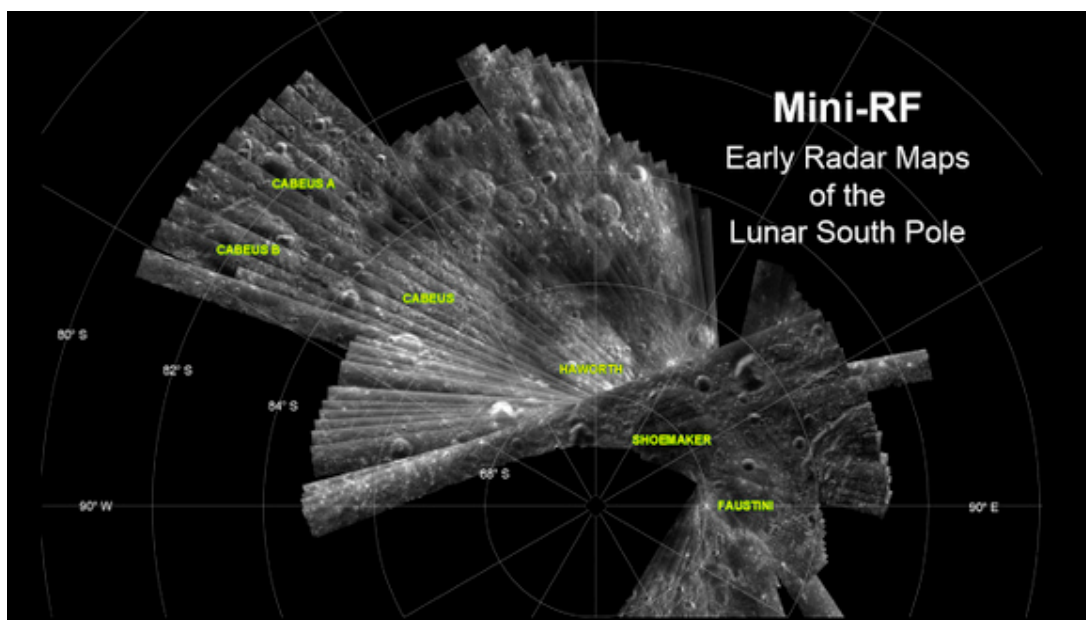 Mini-RF
Early Radar Maps
of the
Lunar South Pole
CABEUS A
CABEUS B
CABEUS
80° S
82° S
HAWORTH
84° S
SHOEMAKER
68° S
90° W
FAUSTINI
90° E